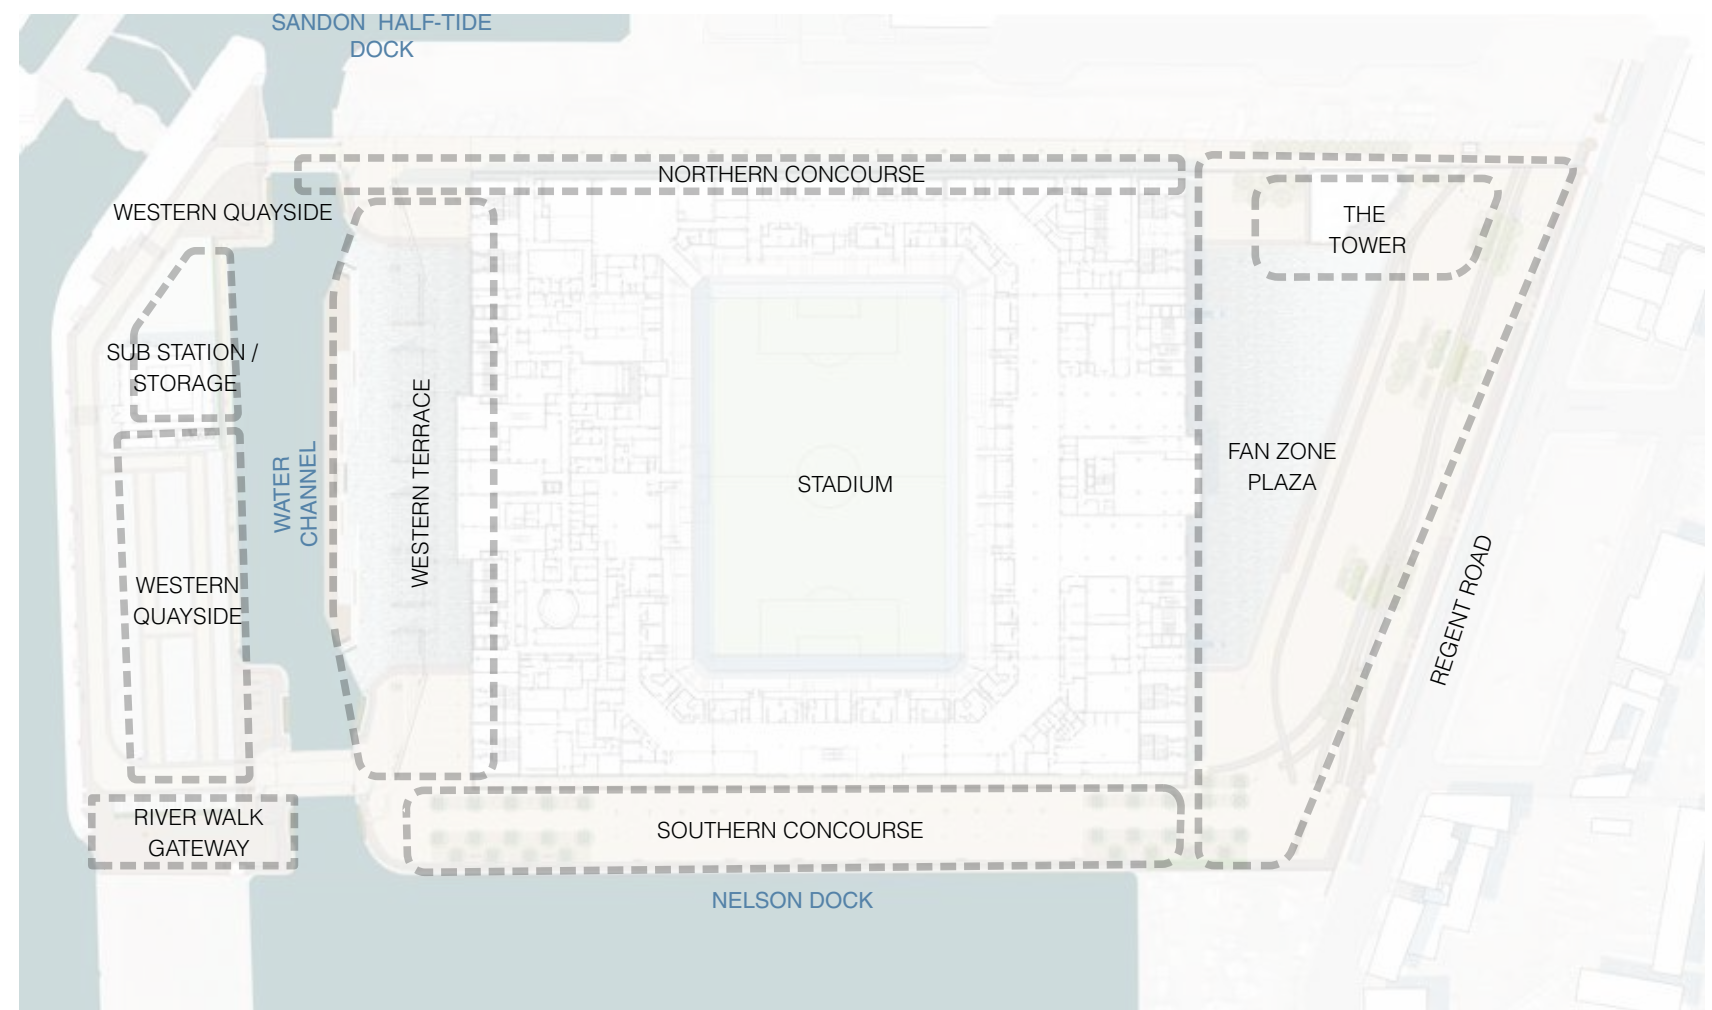 SANDON HALF-TIDE
DOCK
NORTHERN CONCOURSE
WESTERN QUAYSIDE
THE
TOWER
SUB STATION /
STORAGE
WATER
CHANNEL
WESTERN TERRACE
STADIUM
FAN ZONE
PLAZA
WESTERN
QUAYSIDE
REGENT ROAD
RIVER WALK
GATEWAY
SOUTHERN CONCOURSE
NELSON DOCK